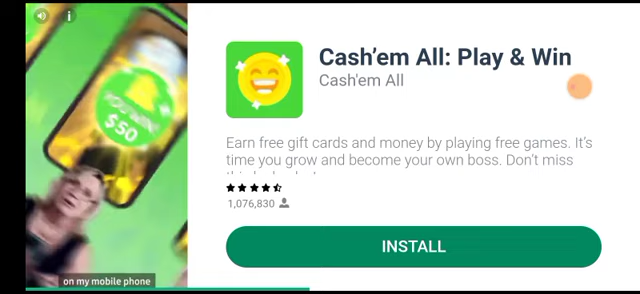 YOU WIN!
$50
on my mobile phone
Cash'em All: Play & Win
Cash'em All
Earn free gift cards and money by playing free games. It's
time you grow and become your own boss. Don't miss
1,076,830
INSTALL